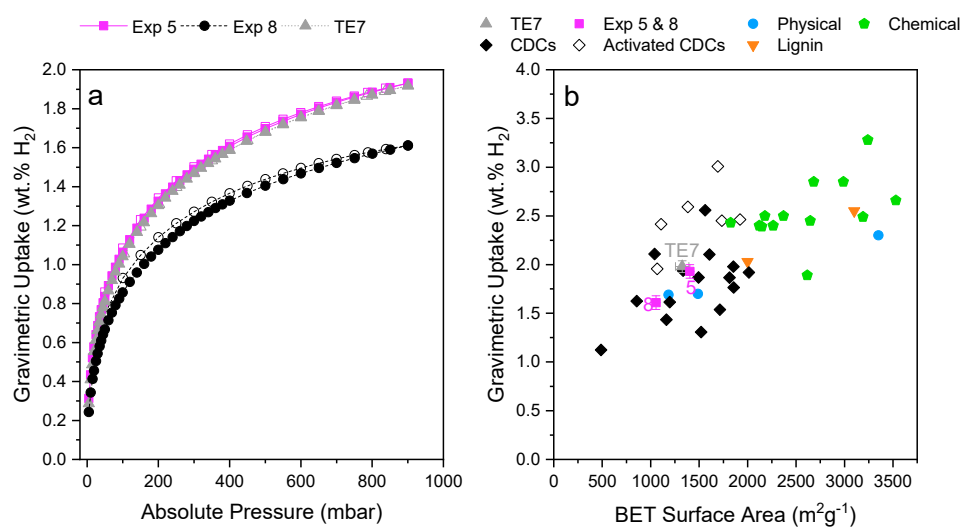 Exp 5 Exp 8 TE7
TE7 Exp 5 & 8 Physical Chemical
CDCs Activated CDCs Lignin
a
2.0
1.8
1.6
1.4
1.2
1.0
0.8
0.6
0.4
0.2
0.0
Gravimetric Uptake (wt.% H₂)
0 200 400 600 800 1000
Absolute Pressure (mbar)
b
4.0
3.5
3.0
2.5
2.0
1.5
1.0
0.5
0.0
Gravimetric Uptake (wt.% H₂)
TE7
5
8
0 500 1000 1500 2000 2500 3000 3500
BET Surface Area (m²g⁻¹)